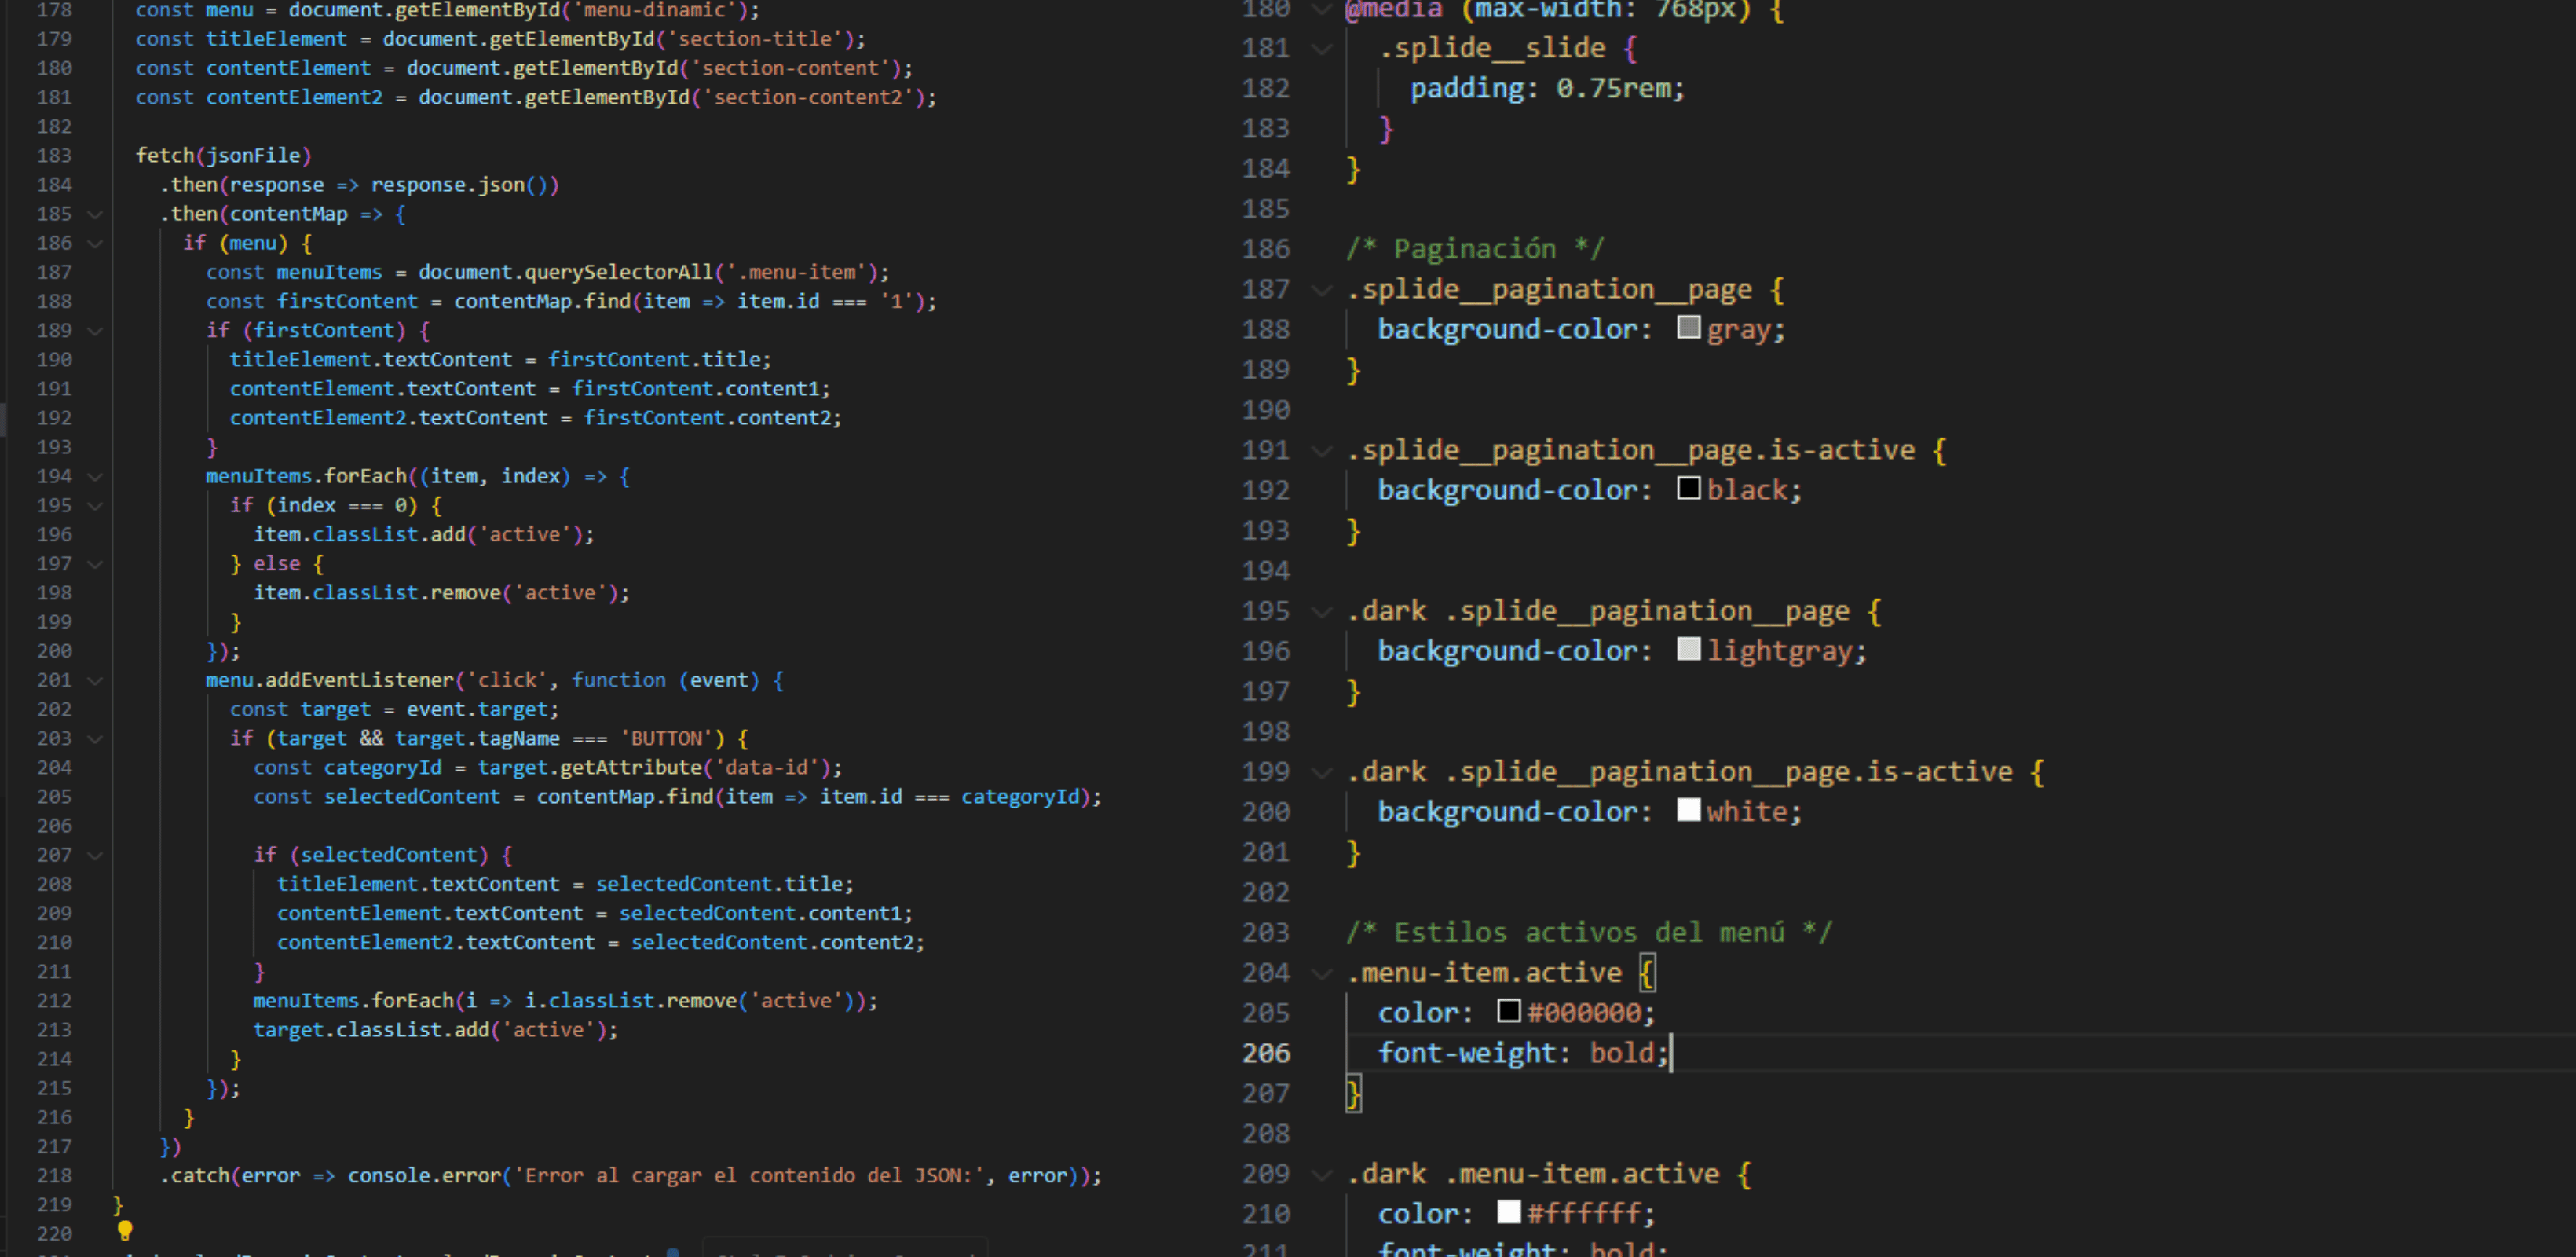 178 const menu = document.getElementById('menu-dinamic');
179 const titleElement = document.getElementById('section-title');
180 const contentElement = document.getElementById('section-content');
181 const contentElement2 = document.getElementById('section-content2');
182
183 fetch(jsonFile)
184 .then(response => response.json())
185 .then(contentMap => {
186 if (menu) {
187 const menuItems = document.querySelectorAll('.menu-item');
188 const firstContent = contentMap.find(item => item.id === '1');
189 if (firstContent) {
190 titleElement.textContent = firstContent.title;
191 contentElement.textContent = firstContent.content1;
192 contentElement2.textContent = firstContent.content2;
193 }
194 menuItems.forEach((item, index) => {
195 if (index === 0) {
196 item.classList.add('active');
197 } else {
198 item.classList.remove('active');
199 }
200 });
201 menu.addEventListener('click', function (event) {
202 const target = event.target;
203 if (target && target.tagName === 'BUTTON') {
204 const categoryId = target.getAttribute('data-id');
205 const selectedContent = contentMap.find(item => item.id === categoryId);
206
207 if (selectedContent) {
208 titleElement.textContent = selectedContent.title;
209 contentElement.textContent = selectedContent.content1;
210 contentElement2.textContent = selectedContent.content2;
211 }
212 menuItems.forEach(i => i.classList.remove('active'));
213 target.classList.add('active');
214 }
215 });
216 }
217 })
218 .catch(error => console.error('Error al cargar el contenido del JSON:', error));
219 }
220
180 @media (max-width: 768px) {
181 .splide__slide {
182 padding: 0.75rem;
183 }
184 }
185
186 /* Paginación */
187 .splide__pagination__page {
188 background-color: gray;
189 }
190
191 .splide__pagination__page.is-active {
192 background-color: black;
193 }
194
195 .dark .splide__pagination__page {
196 background-color: lightgray;
197 }
198
199 .dark .splide__pagination__page.is-active {
200 background-color: white;
201 }
202
203 /* Estilos activos del menú */
204 .menu-item.active {
205 color: #000000;
206 font-weight: bold;
207 }
208
209 .dark .menu-item.active {
210 color: #ffffff;
211 font-weight: bold;